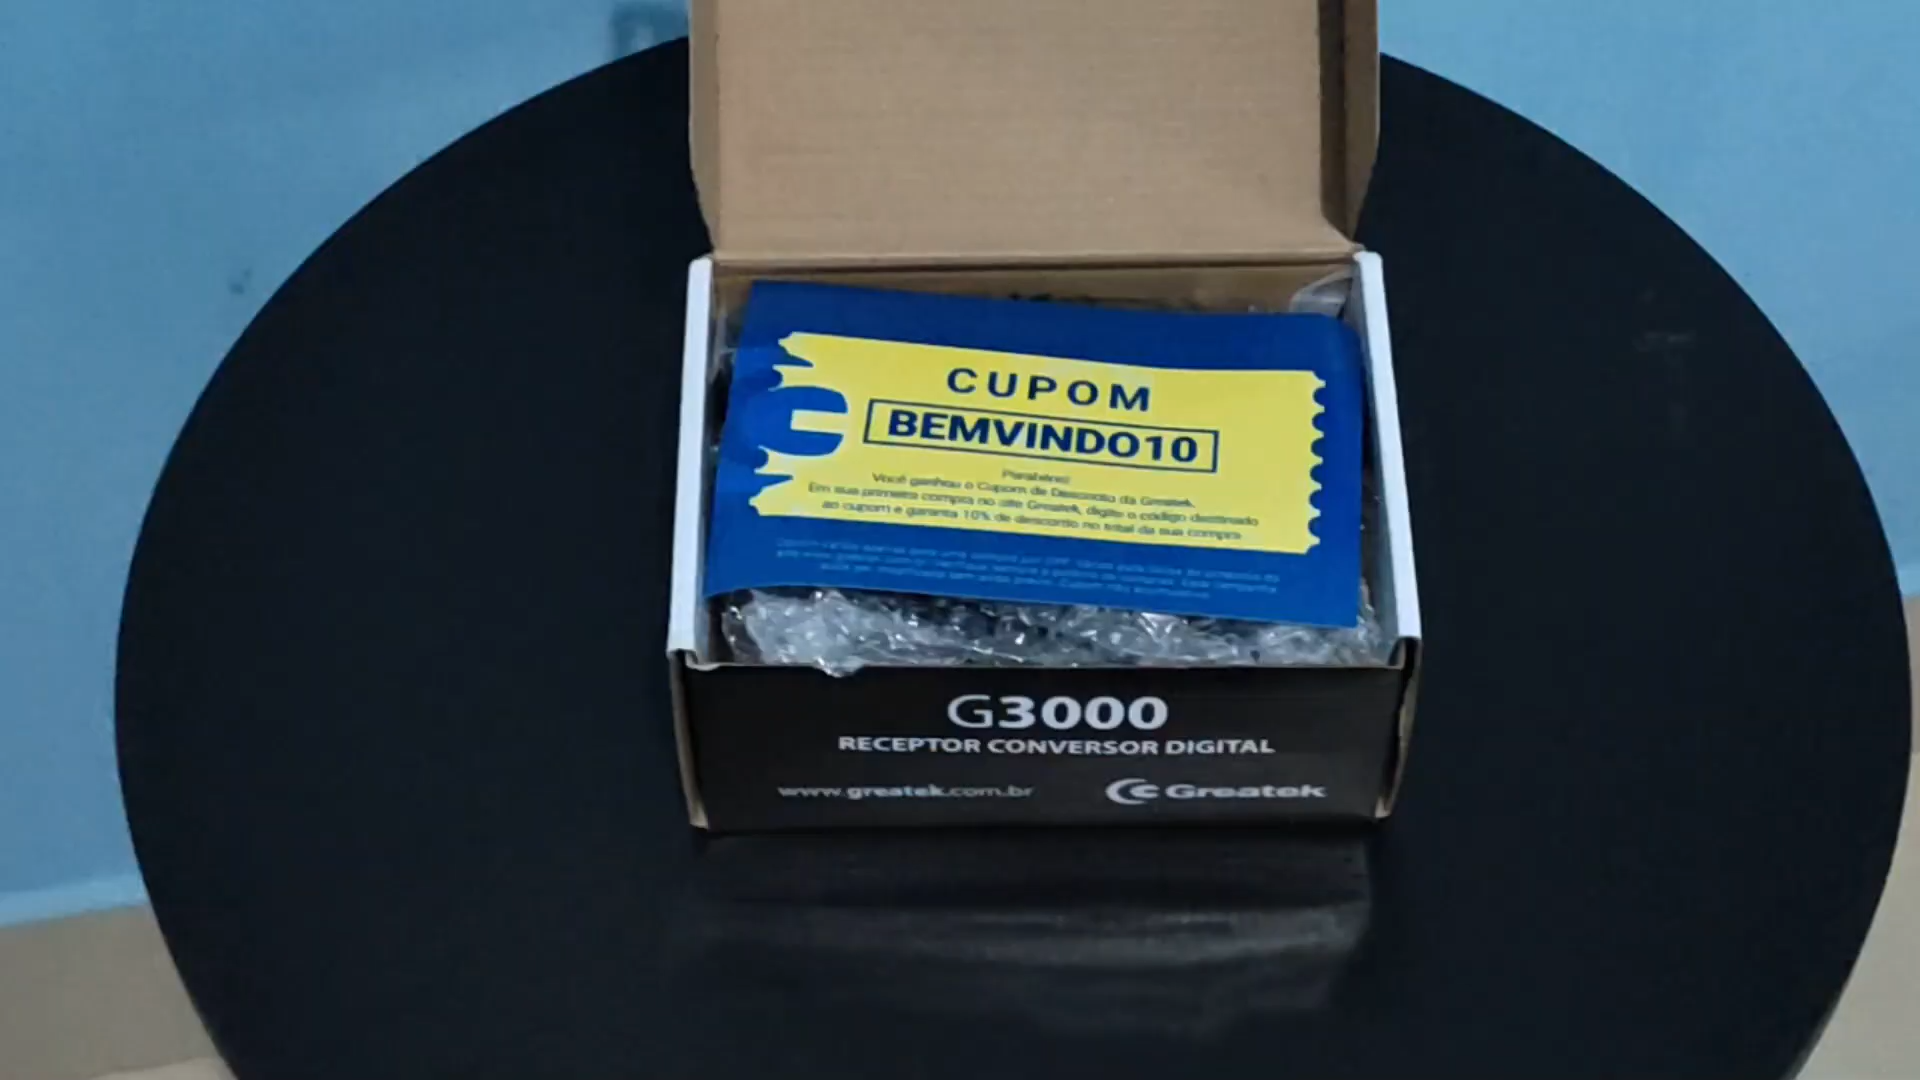 CUPOM
BEMVINDO10
Parabéns!
Você ganhou o Cupom de Desconto da Greatek.
Em sua primeira compra no site Greatek, digite o código destinado
ao cupom e garanta 10% de desconto no total da sua compra
G3000
RECEPTOR CONVERSOR DIGITAL
www.greatek.com.br
Greatek